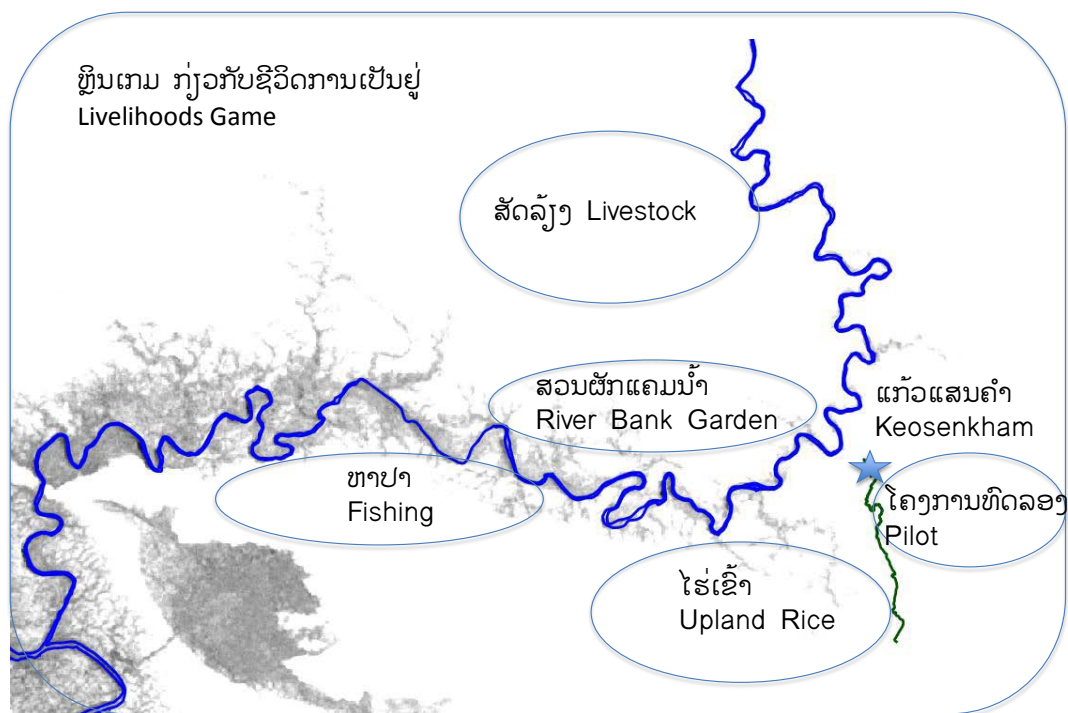 ຫຼິນເກມ ກ່ຽວກັບຊີວິດການເປັນຢູ່
Livelihoods Game
ສັດລ້ຽງ Livestock
ສວນຜັກແຄມນ້ຳ
River Bank Garden
ແກ້ວແສນຄຳ
Keosenkham
ຫາປາ
Fishing
ໂຄງການທົດລອງ
Pilot
ໄຮ່ເຂົ້າ
Upland Rice